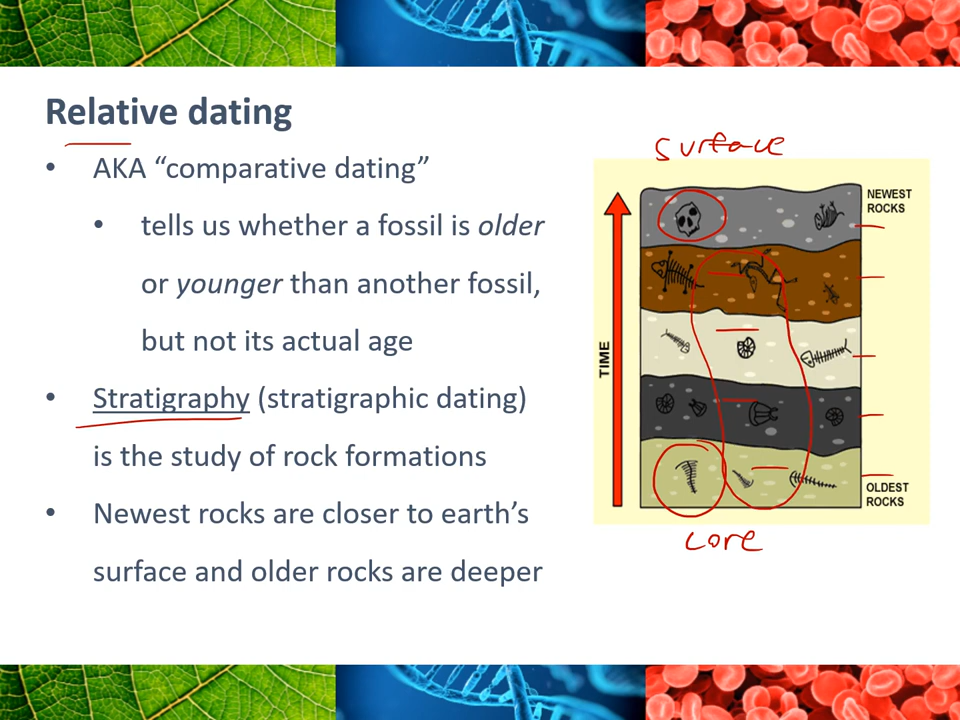 Relative dating
• AKA “comparative dating”
• tells us whether a fossil is older
or younger than another fossil,
but not its actual age
• Stratigraphy (stratigraphic dating)
is the study of rock formations
• Newest rocks are closer to earth’s
surface and older rocks are deeper
surface
NEWEST
ROCKS
TIME
OLDEST
ROCKS
core